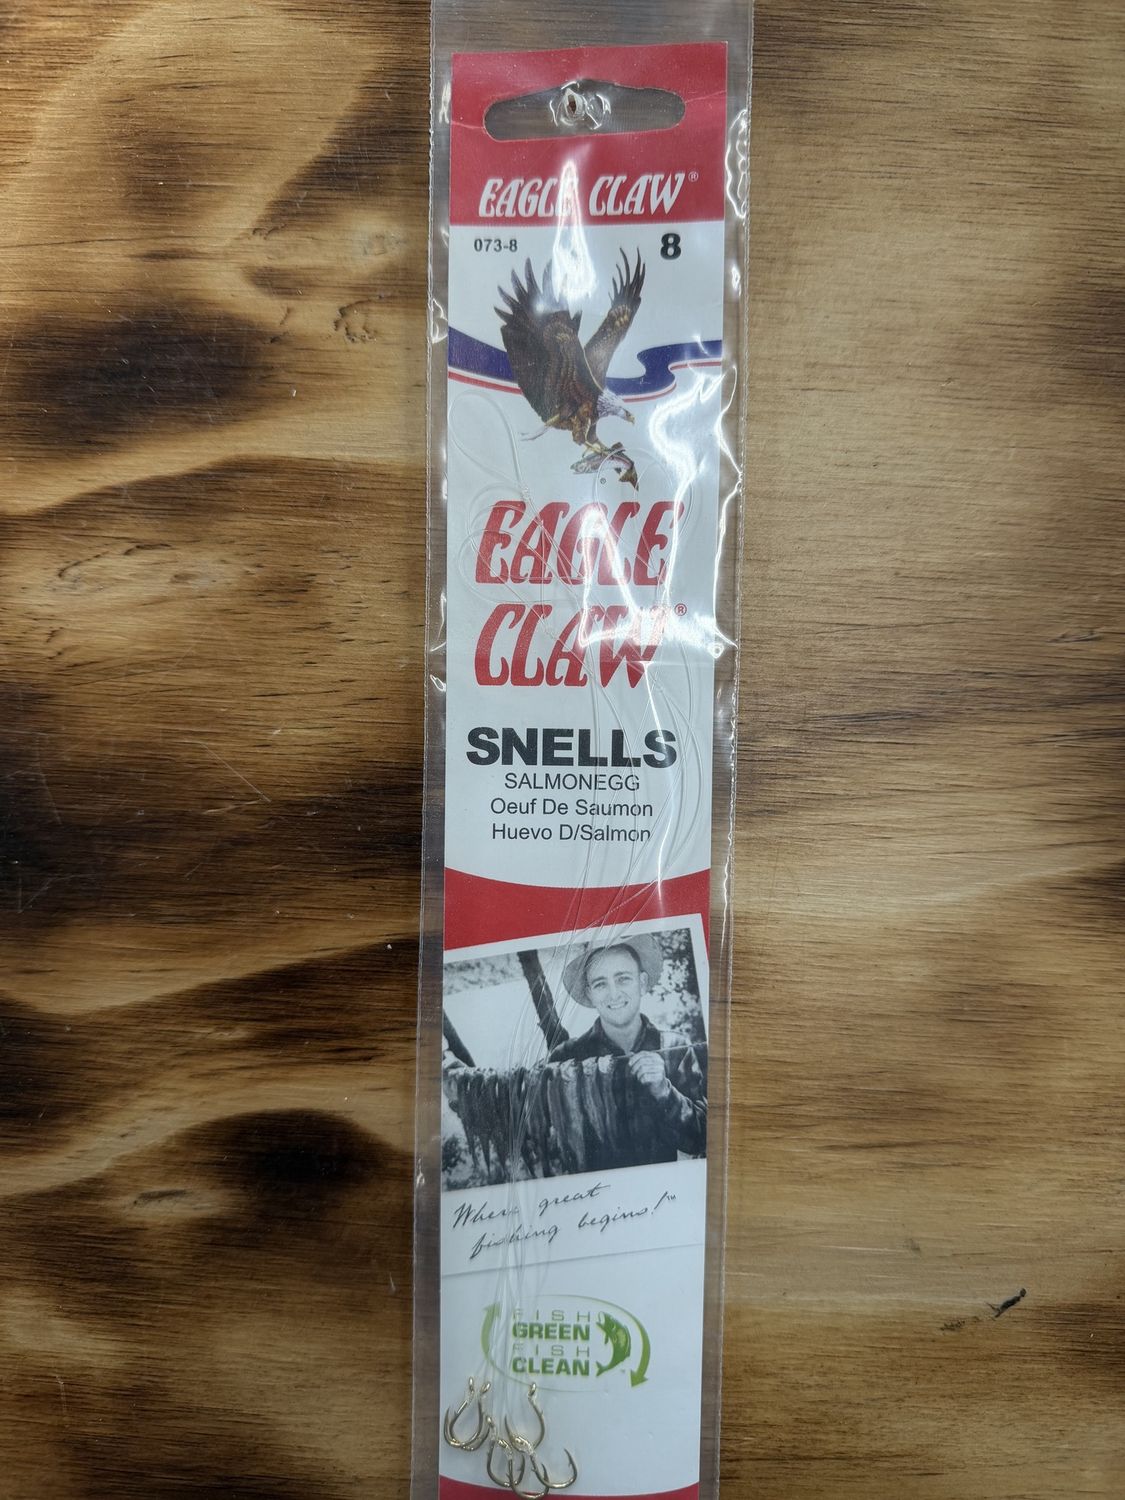 EAGLE CLAW®
073-8 8
®
EAGLE
CLAW®
SNELLS
SALMONEGG
Oeuf De Saumon
Huevo D/Salmon
Where great
fishing begins!™
FISH
GREEN
FISH
CLEAN™